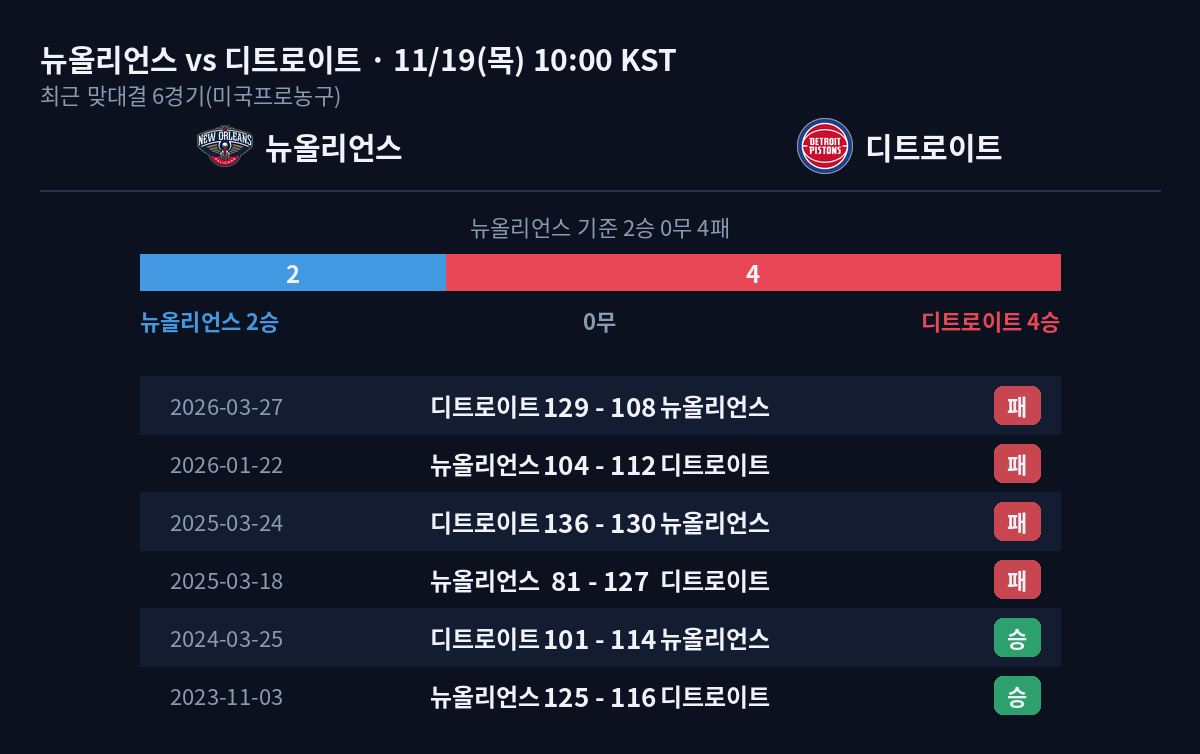 뉴올리언스 vs 디트로이트 · 11/19(목) 10:00 KST
최근 맞대결 6경기(미국프로농구)
NEW ORLEANS
PELICANS
뉴올리언스
DETROIT
PISTONS
디트로이트
뉴올리언스 기준 2승 0무 4패
2
4
뉴올리언스 2승
0무
디트로이트 4승
2026-03-27 디트로이트 129 - 108 뉴올리언스 패
2026-01-22 뉴올리언스 104 - 112 디트로이트 패
2025-03-24 디트로이트 136 - 130 뉴올리언스 패
2025-03-18 뉴올리언스 81 - 127 디트로이트 패
2024-03-25 디트로이트 101 - 114 뉴올리언스 승
2023-11-03 뉴올리언스 125 - 116 디트로이트 승